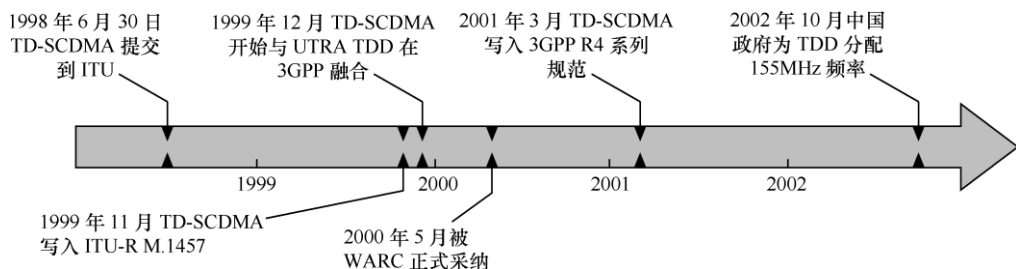 1998 年 6 月 30 日
TD-SCDMA 提交
到 ITU
1999 年 12 月 TD-SCDMA
开始与 UTRA TDD 在
3GPP 融合
2001 年 3 月 TD-SCDMA
写入 3GPP R4 系列
规范
2002 年 10 月中国
政府为 TDD 分配
155MHz 频率
1999
2000
2001
2002
1999 年 11 月 TD-SCDMA
写入 ITU-R M.1457
2000 年 5 月被
WARC 正式采纳